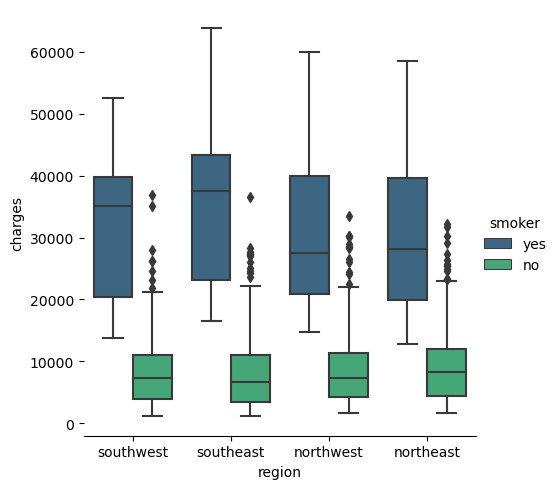 60000
50000
40000
30000
20000
10000
0
charges
southwest southeast northwest northeast
region
smoker
yes
no